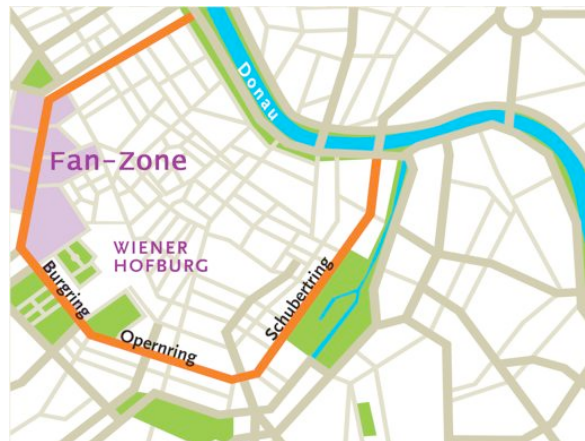 Donau
Fan-Zone
WIENER
HOFBURG
Burgring
Opernring
Schubertring